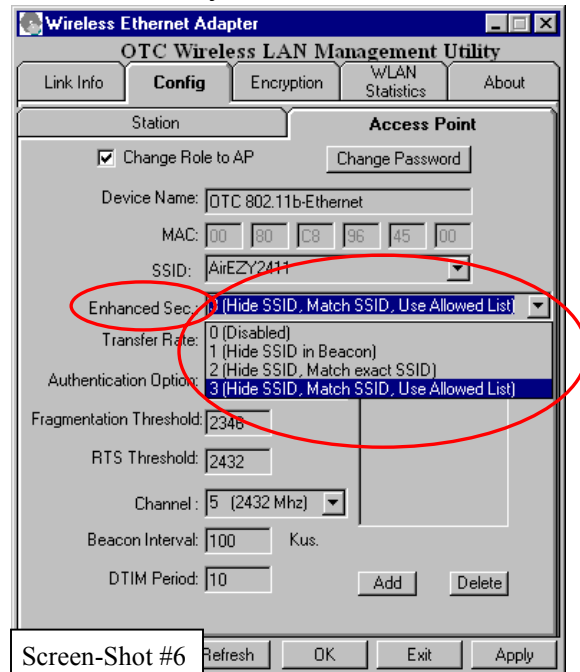 Wireless Ethernet Adapter
OTC Wireless LAN Management Utility
Link Info Config Encryption WLAN Statistics About
Station Access Point
Change Role to AP Change Password
Device Name: OTC 802.11b-Ethernet
MAC: 00 80 C8 96 45 00
SSID: AirEZY2411
Enhanced Sec.: (Hide SSID, Match SSID, Use Allowed List)
0 (Disabled)
1 (Hide SSID in Beacon)
2 (Hide SSID, Match exact SSID)
3 (Hide SSID, Match SSID, Use Allowed List)
Transfer Rate:
Authentication Option:
Fragmentation Threshold: 2346
RTS Threshold: 2432
Channel : 5 (2432 Mhz)
Beacon Interval: 100 Kus.
DTIM Period: 10
Add Delete
Screen-Shot #6 Refresh OK Exit Apply